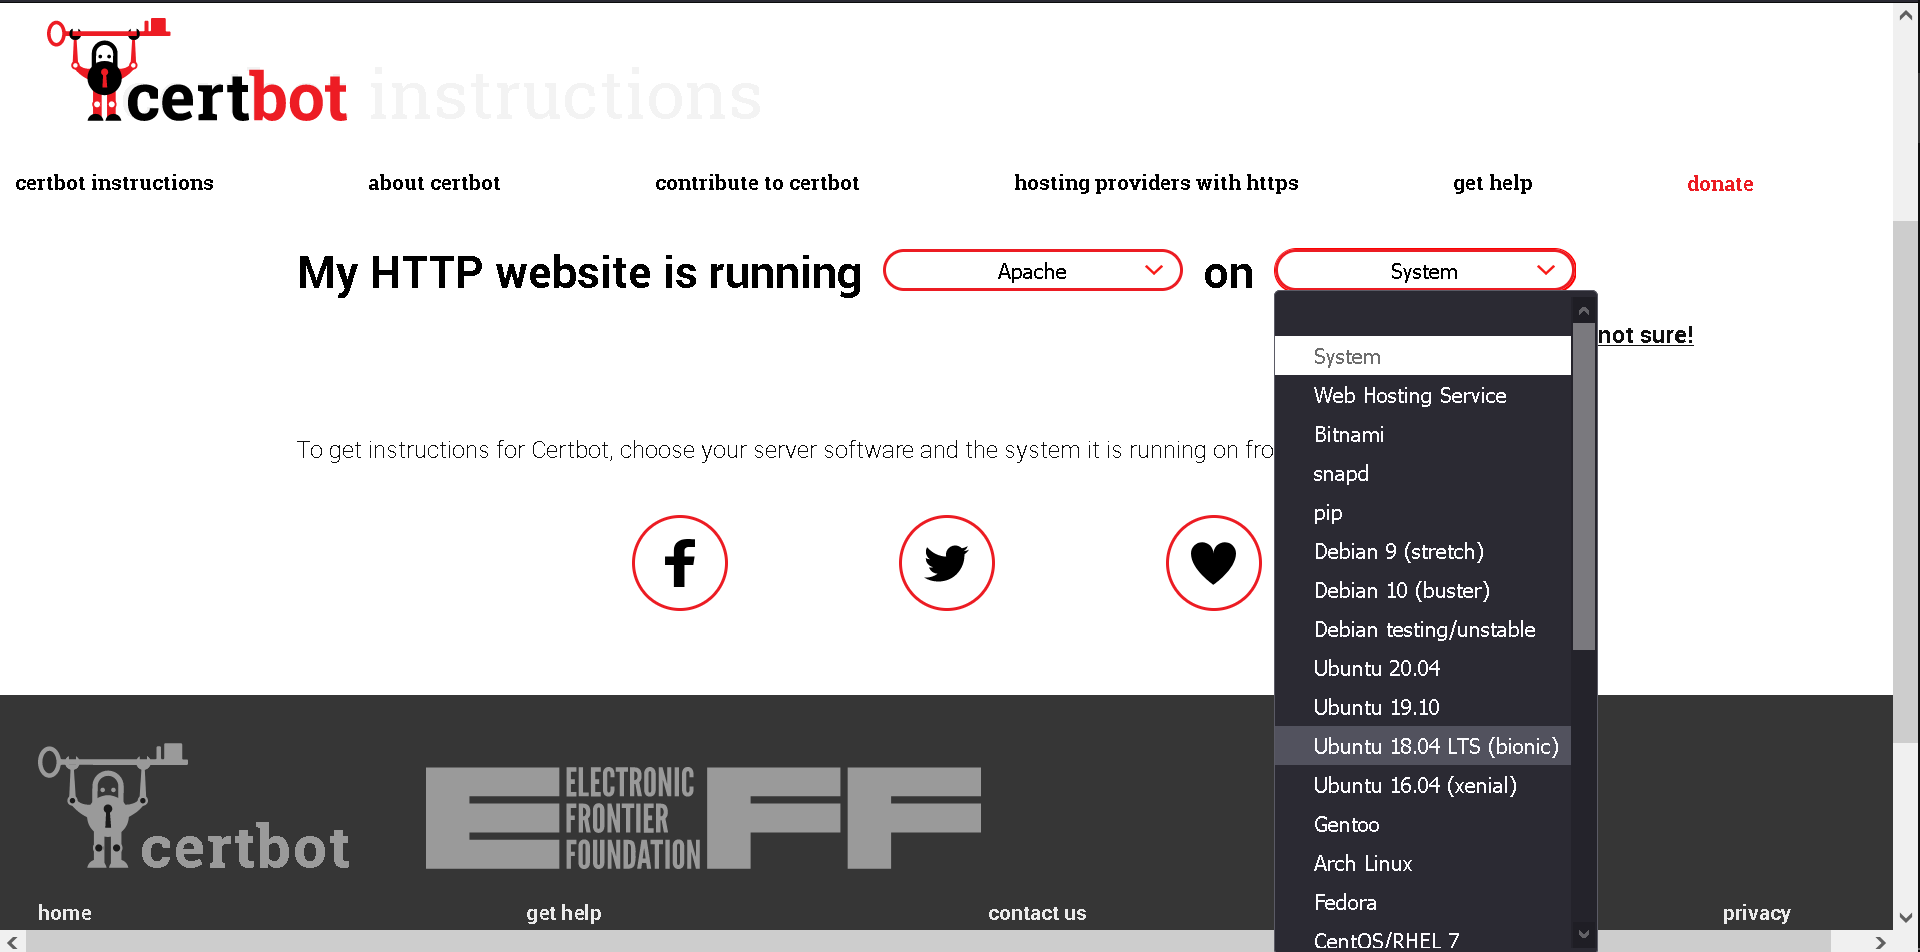 certbot instructions
certbot instructions
about certbot
contribute to certbot
hosting providers with https
get help
donate
My HTTP website is running
Apache
on
System
not sure!
System
Web Hosting Service
Bitnami
snapd
pip
Debian 9 (stretch)
Debian 10 (buster)
Debian testing/unstable
Ubuntu 20.04
Ubuntu 19.10
Ubuntu 18.04 LTS (bionic)
Ubuntu 16.04 (xenial)
Gentoo
Arch Linux
Fedora
CentOS/RHEL 7
To get instructions for Certbot, choose your server software and the system it is running on fro
certbot
EFF
ELECTRONIC
FRONTIER
FOUNDATION
home
get help
contact us
privacy